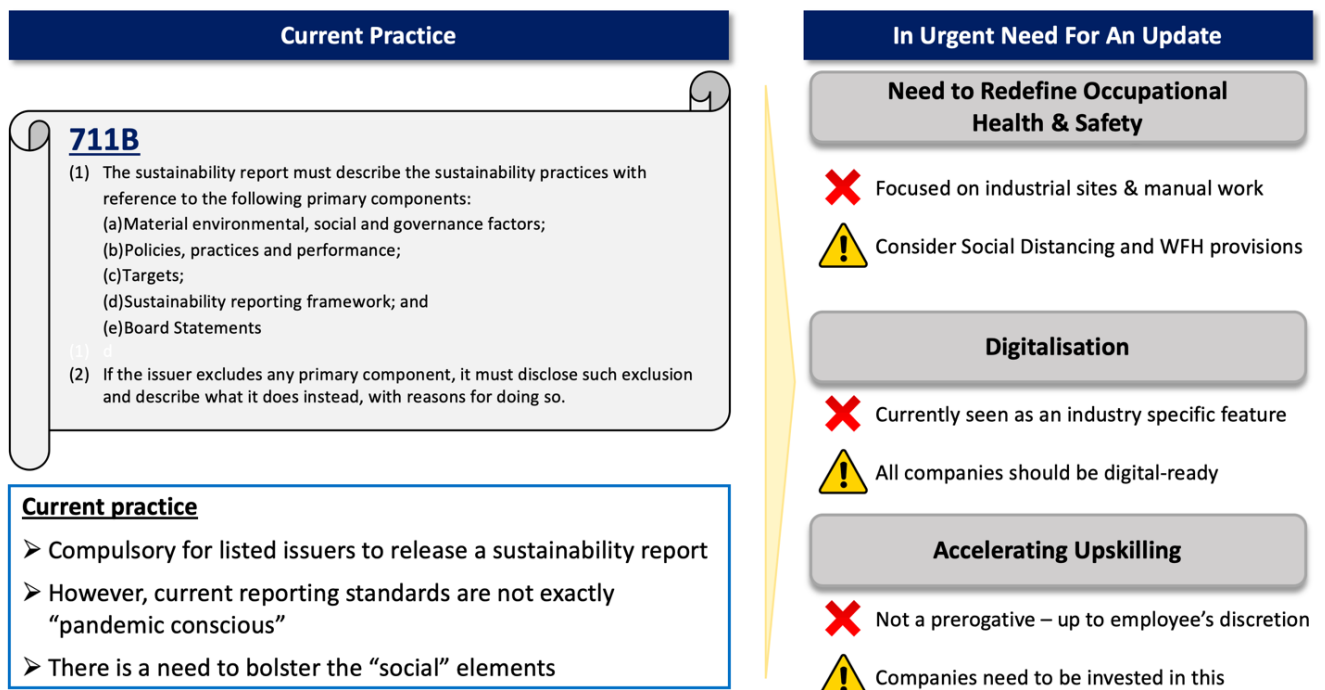 Current Practice
711B
(1) The sustainability report must describe the sustainability practices with
reference to the following primary components:
(a)Material environmental, social and governance factors;
(b)Policies, practices and performance;
(c)Targets;
(d)Sustainability reporting framework; and
(e)Board Statements
(1) d
(2) If the issuer excludes any primary component, it must disclose such exclusion
and describe what it does instead, with reasons for doing so.
Current practice
➢ Compulsory for listed issuers to release a sustainability report
➢ However, current reporting standards are not exactly
“pandemic conscious”
➢ There is a need to bolster the “social” elements
In Urgent Need For An Update
Need to Redefine Occupational
Health & Safety
Focused on industrial sites & manual work
Consider Social Distancing and WFH provisions
Digitalisation
Currently seen as an industry specific feature
All companies should be digital-ready
Accelerating Upskilling
Not a prerogative – up to employee’s discretion
Companies need to be invested in this